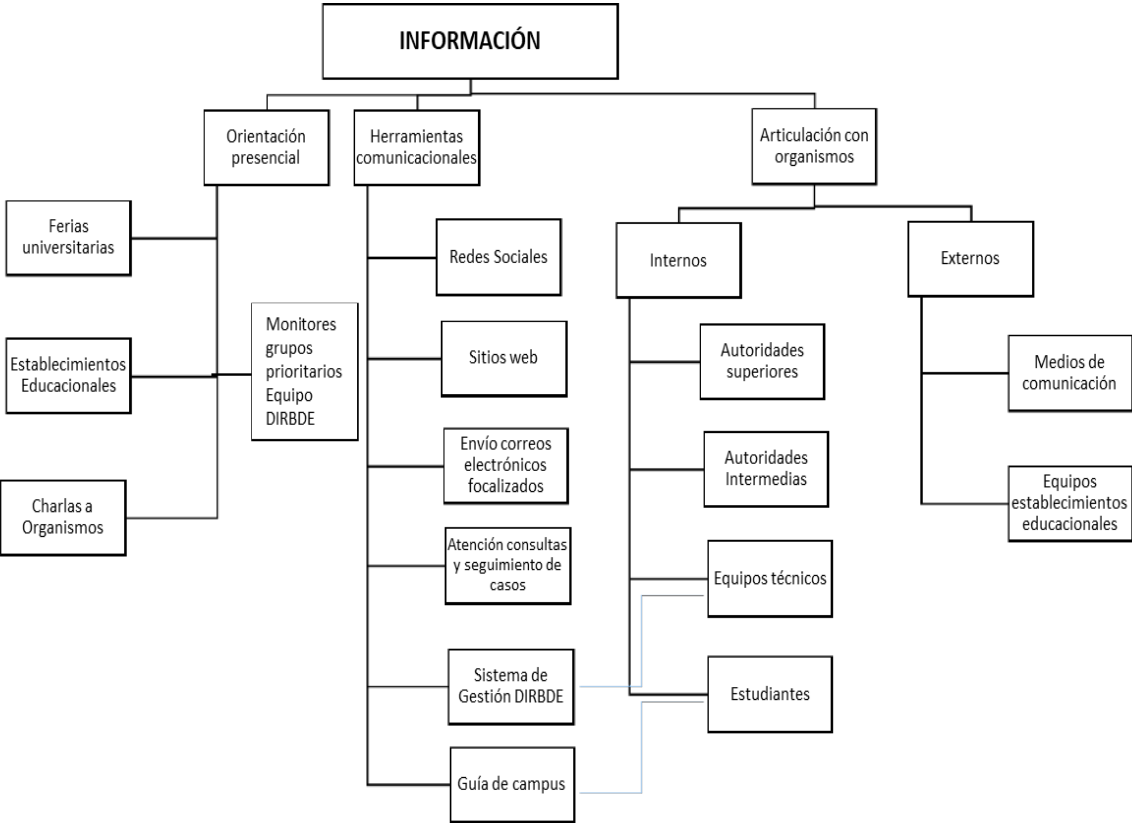 INFORMACIÓN
Orientación
presencial
Herramientas
comunicacionales
Articulación con
organismos
Ferias
universitarias
Establecimientos
Educacionales
Charlas a
Organismos
Monitores
grupos
prioritarios
Equipo
DIRBDE
Redes Sociales
Sitios web
Envío correos
electrónicos
focalizados
Atención consultas
y seguimiento de
casos
Sistema de
Gestión DIRBDE
Guía de campus
Internos
Autoridades
superiores
Autoridades
Intermedias
Equipos técnicos
Estudiantes
Externos
Medios de
comunicación
Equipos
establecimientos
educacionales